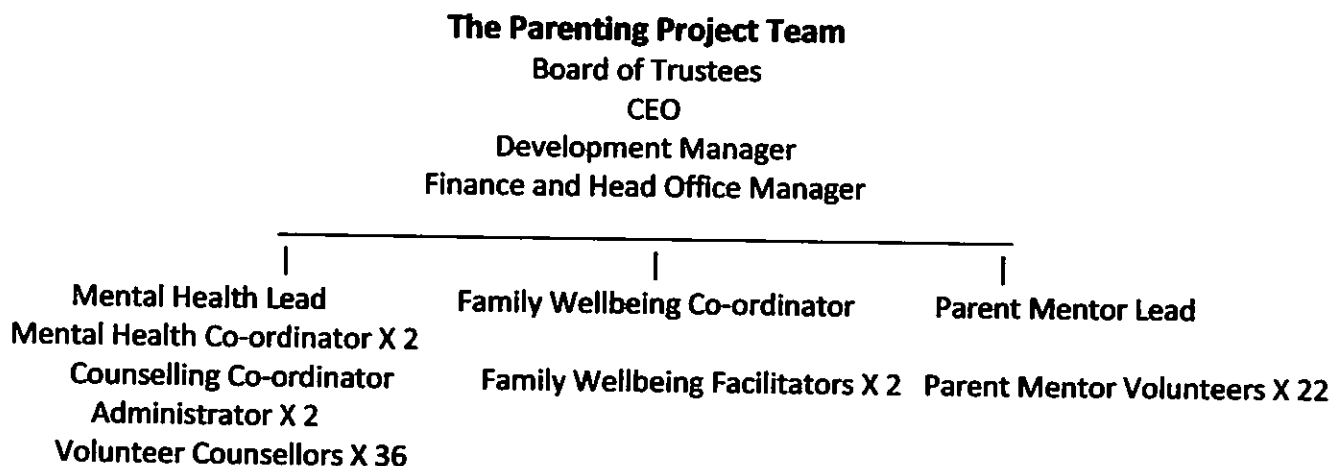 The Parenting Project Team
Board of Trustees
CEO
Development Manager
Finance and Head Office Manager
Mental Health Lead
Mental Health Co-ordinator X 2
Counselling Co-ordinator
Administrator X 2
Volunteer Counsellors X 36
Family Wellbeing Co-ordinator
Family Wellbeing Facilitators X 2
Parent Mentor Lead
Parent Mentor Volunteers X 22